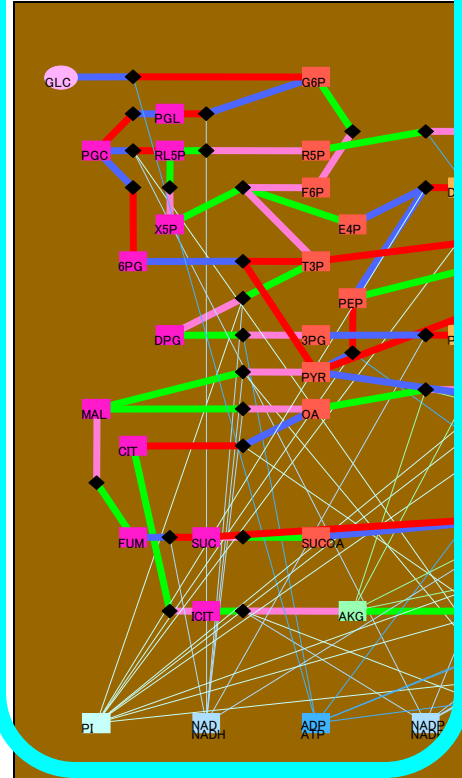 GLC
G6P
PGL
PGC
RL5P
R5P
F6P
X5P
E4P
6PG
T3P
PEP
DPG
3PG
PYR
MAL
OA
CIT
FUM
SUC
SUCOA
ICIT
AKG
PI
NAD
NADH
ADP
ATP